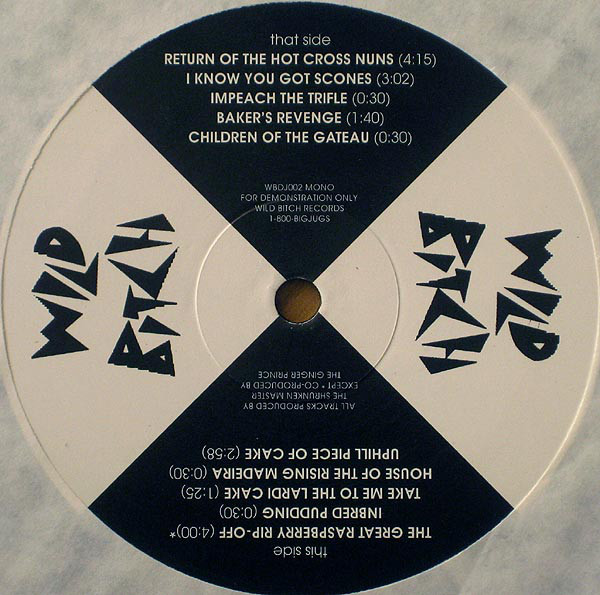 that side
RETURN OF THE HOT CROSS NUNS (4:15)
I KNOW YOU GOT SCONES (3:02)
IMPEACH THE TRIFLE (0:30)
BAKER'S REVENGE (1:40)
CHILDREN OF THE GATEAU (0:30)
WBDJ002 MONO
FOR DEMONSTRATION ONLY
WILD BITCH RECORDS
1-800-BIGJUGS
WILD
BITCH
WILD
BITCH
this side
THE GREAT RASPBERRY RIP-OFF (4:00)*
INBRED PUDDING (0:30)
TAKE ME TO THE LARDI CAKE (1:25)
HOUSE OF THE RISING MADEIRA (0:30)
UPHILL PIECE OF CAKE (2:58)
ALL TRACKS PRODUCED BY
THE SHRUNKEN MASTER
EXCEPT * CO-PRODUCED BY
THE GINGER PRINCE